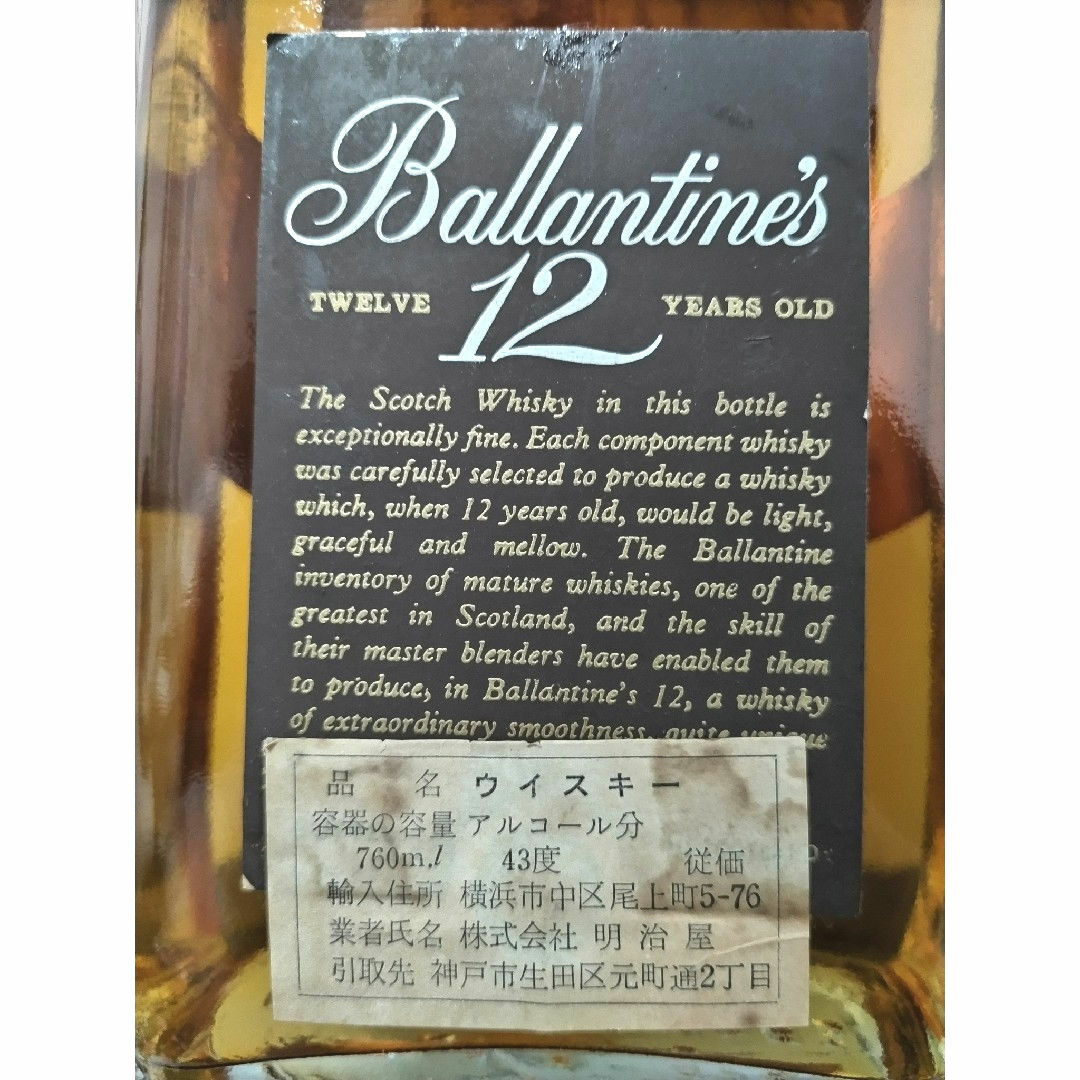 Ballantine's
TWELVE 12 YEARS OLD
The Scotch Whisky in this bottle is
exceptionally fine. Each component whisky
was carefully selected to produce a whisky
which, when 12 years old, would be light,
graceful and mellow. The Ballantine
inventory of mature whiskies, one of the
greatest in Scotland, and the skill of
their master blenders have enabled them
to produce, in Ballantine's 12, a whisky
of extraordinary smoothness, quite unique
品名 ウイスキー
容器の容量 アルコール分
760m.l 43度 従価
輸入住所 横浜市中区尾上町5-76
業者氏名 株式会社 明治屋
引取先 神戸市生田区元町通2丁目